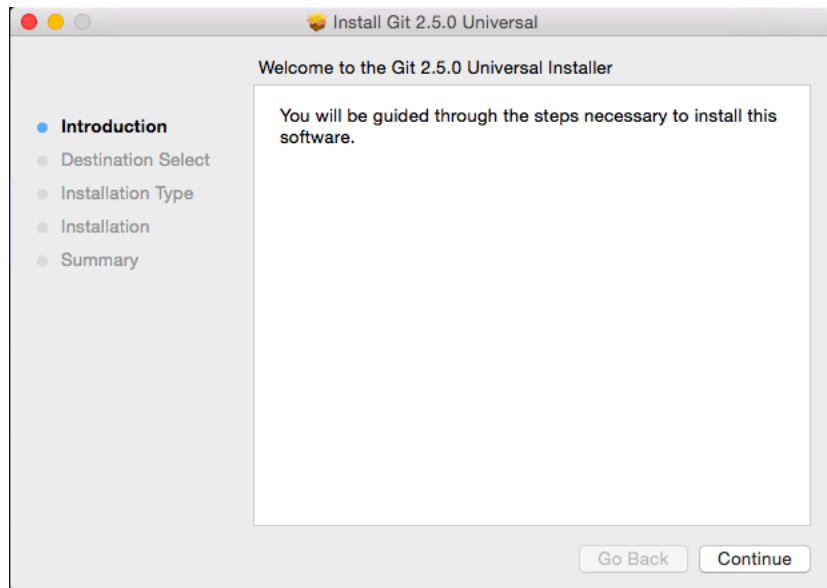 Install Git 2.5.0 Universal
Welcome to the Git 2.5.0 Universal Installer
Introduction
Destination Select
Installation Type
Installation
Summary
You will be guided through the steps necessary to install this
software.
Go Back
Continue